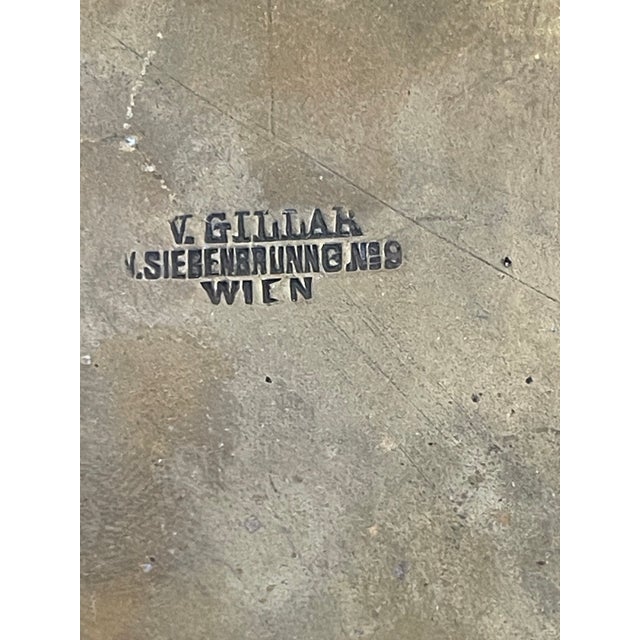 V. GILLAR
V. SIEBENBRUNNG. No 9
WIEN